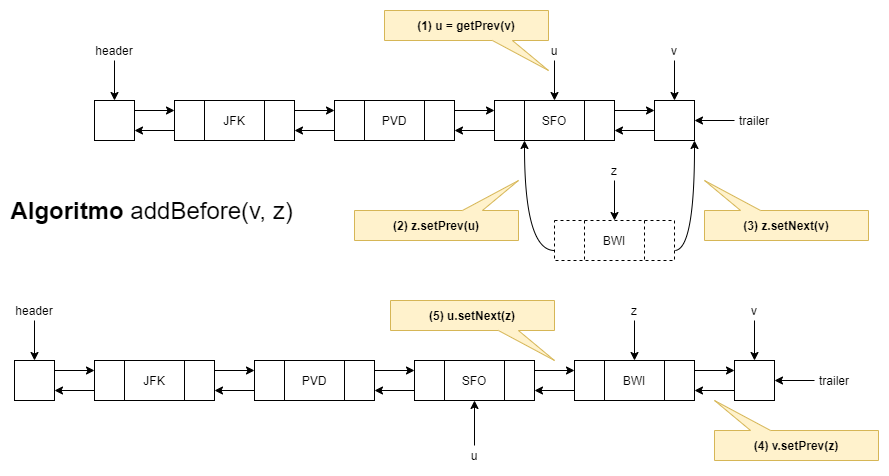 (1) u = getPrev(v)
header
u
v
JFK
PVD
SFO
trailer
z
Algoritmo addBefore(v, z)
(2) z.setPrev(u)
BWI
(3) z.setNext(v)
header
(5) u.setNext(z)
z
v
JFK
PVD
SFO
BWI
trailer
(4) v.setPrev(z)
u